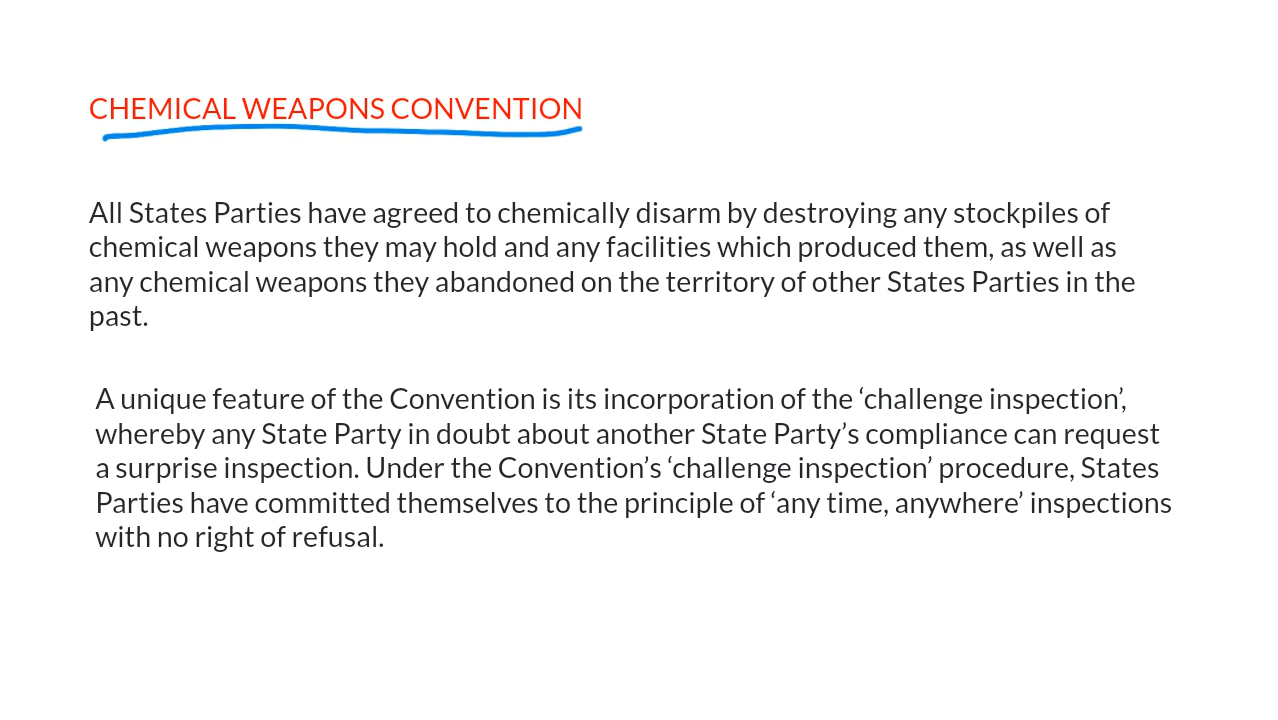 CHEMICAL WEAPONS CONVENTION
All States Parties have agreed to chemically disarm by destroying any stockpiles of
chemical weapons they may hold and any facilities which produced them, as well as
any chemical weapons they abandoned on the territory of other States Parties in the
past.
A unique feature of the Convention is its incorporation of the ‘challenge inspection’,
whereby any State Party in doubt about another State Party’s compliance can request
a surprise inspection. Under the Convention’s ‘challenge inspection’ procedure, States
Parties have committed themselves to the principle of ‘any time, anywhere’ inspections
with no right of refusal.